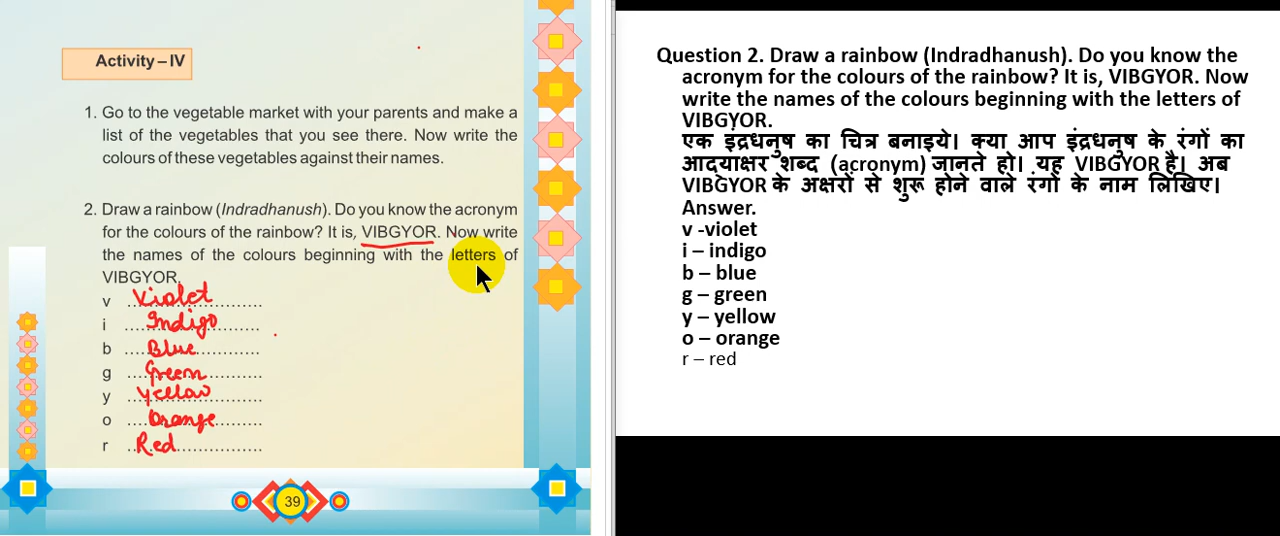 Activity – IV
1. Go to the vegetable market with your parents and make a
list of the vegetables that you see there. Now write the
colours of these vegetables against their names.
2. Draw a rainbow (Indradhanush). Do you know the acronym
for the colours of the rainbow? It is, VIBGYOR. Now write
the names of the colours beginning with the letters of
VIBGYOR.
v Violet
i Indigo
b Blue
g Green
y Yellow
o Orange
r Red
39
Question 2. Draw a rainbow (Indradhanush). Do you know the
acronym for the colours of the rainbow? It is, VIBGYOR. Now
write the names of the colours beginning with the letters of
VIBGYOR.
एक इंद्रधनुष का चित्र बनाइये। क्या आप इंद्रधनुष के रंगों का
आद्याक्षर शब्द (acronym) जानते हो। यह VIBGYOR है। अब
VIBGYOR के अक्षरों से शुरू होने वाले रंगों के नाम लिखिए।
Answer.
v -violet
i – indigo
b – blue
g – green
y – yellow
o – orange
r – red